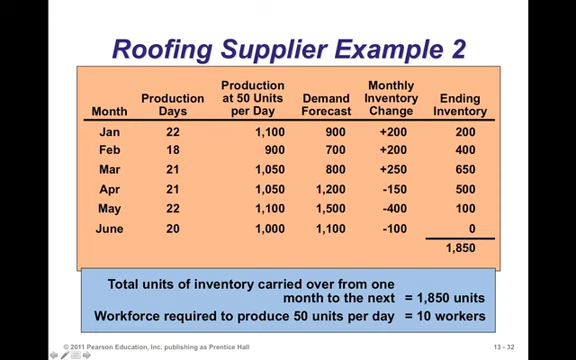 Roofing Supplier Example 2
Month Production Days Production at 50 Units per Day Demand Forecast Monthly Inventory Change Ending Inventory
Jan 22 1,100 900 +200 200
Feb 18 900 700 +200 400
Mar 21 1,050 800 +250 650
Apr 21 1,050 1,200 -150 500
May 22 1,100 1,500 -400 100
June 20 1,000 1,100 -100 0
1,850
Total units of inventory carried over from one
month to the next = 1,850 units
Workforce required to produce 50 units per day = 10 workers
© 2011 Pearson Education, Inc. publishing as Prentice Hall
13 - 32